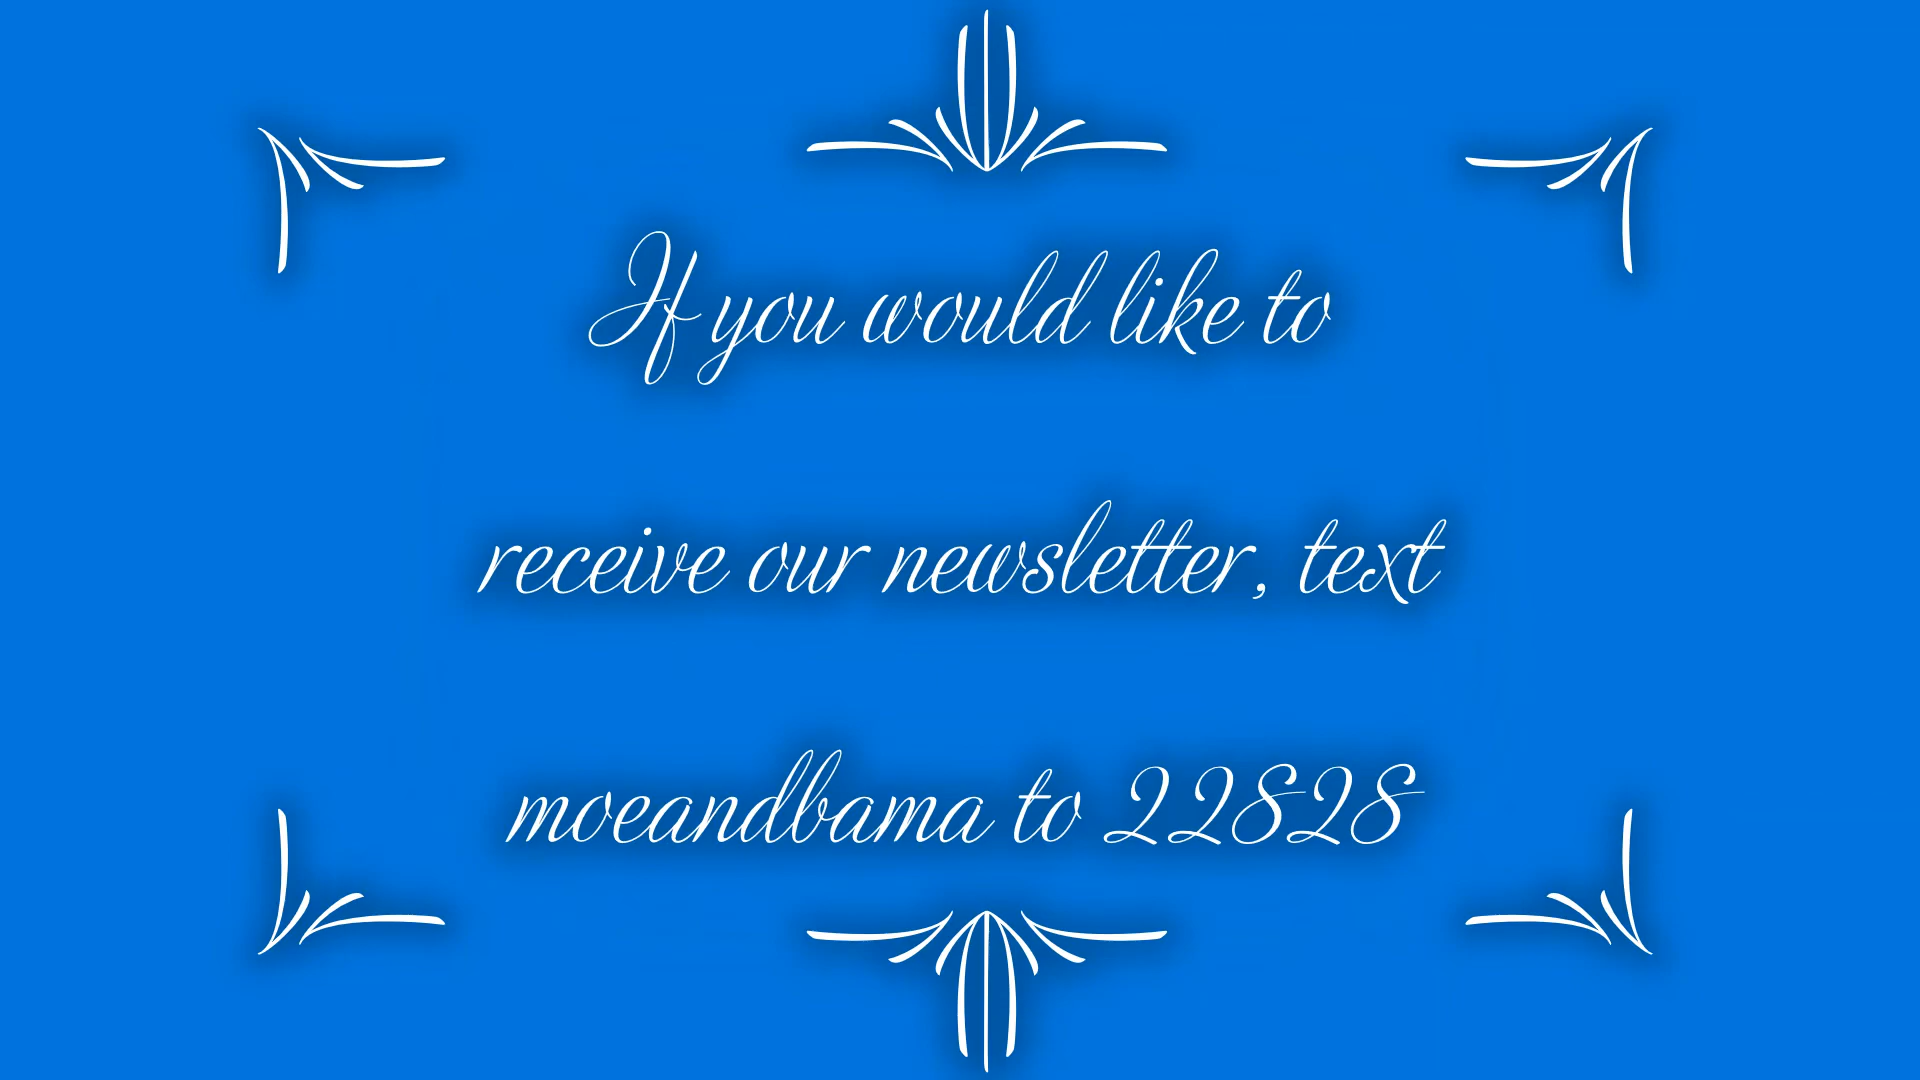 If you would like to
receive our newsletter, text
moeandbama to 22828